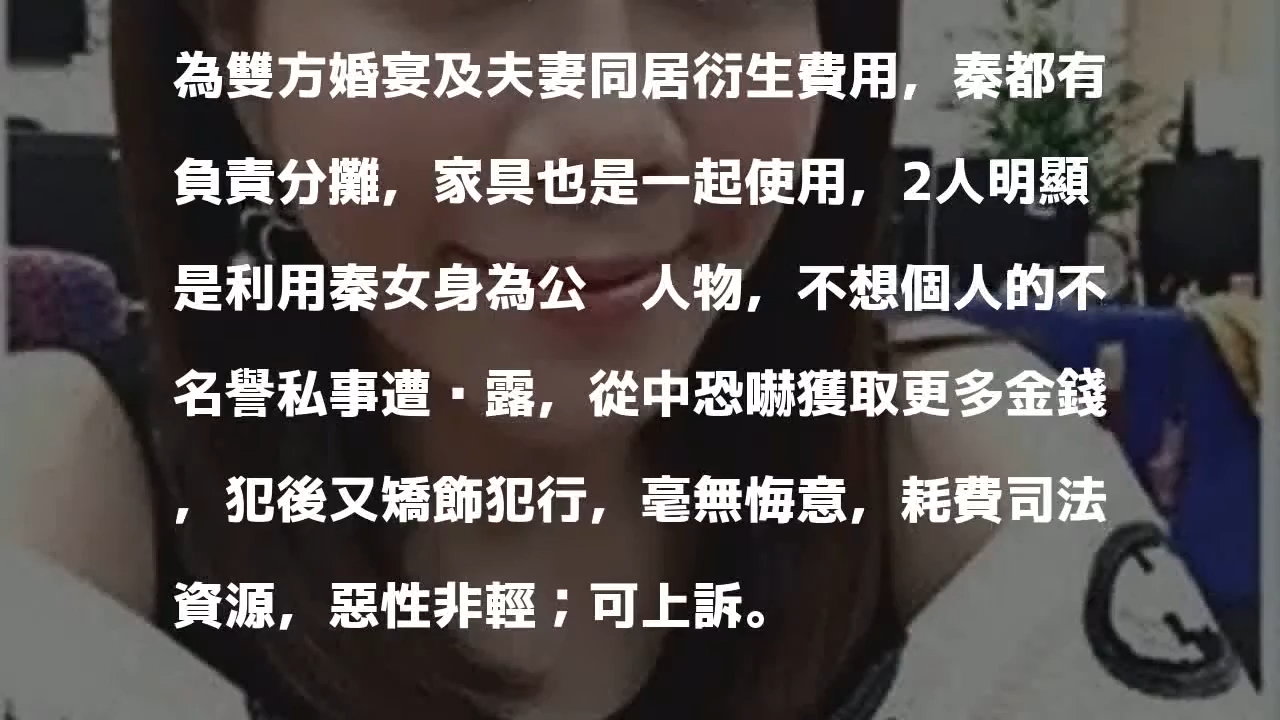 為雙方婚宴及夫妻同居衍生費用，秦都有
負責分攤，家具也是一起使用，2人明顯
是利用秦女身為公　人物，不想個人的不
名譽私事遭·露，從中恐嚇獲取更多金錢
，犯後又矯飾犯行，毫無悔意，耗費司法
資源，惡性非輕；可上訴。